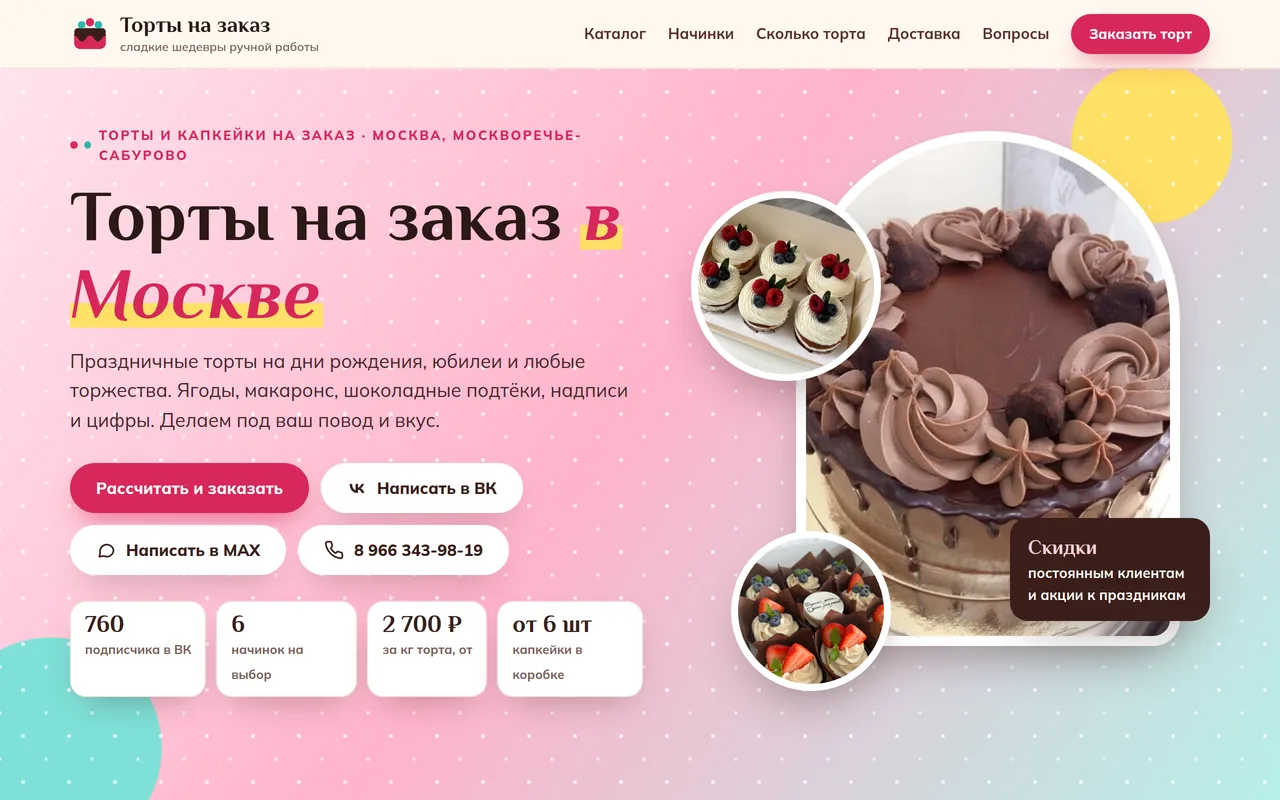 Торты на заказ
сладкие шедевры ручной работы
Каталог
Начинки
Сколько торта
Доставка
Вопросы
Заказать торт
ТОРТЫ И КАПКЕЙКИ НА ЗАКАЗ · МОСКВА, МОСКВОРЕЧЬЕ-
САБУРОВО
Торты на заказ в
Москве
Праздничные торты на дни рождения, юбилеи и любые
торжества. Ягоды, макаронс, шоколадные подтёки, надписи
и цифры. Делаем под ваш повод и вкус.
Рассчитать и заказать
Написать в ВК
Написать в MAX
8 966 343-98-19
760
подписчика в ВК
6
начинок на
выбор
2 700 ₽
за кг торта, от
от 6 шт
капкейки в
коробке
Скидки
постоянным клиентам
и акции к праздникам